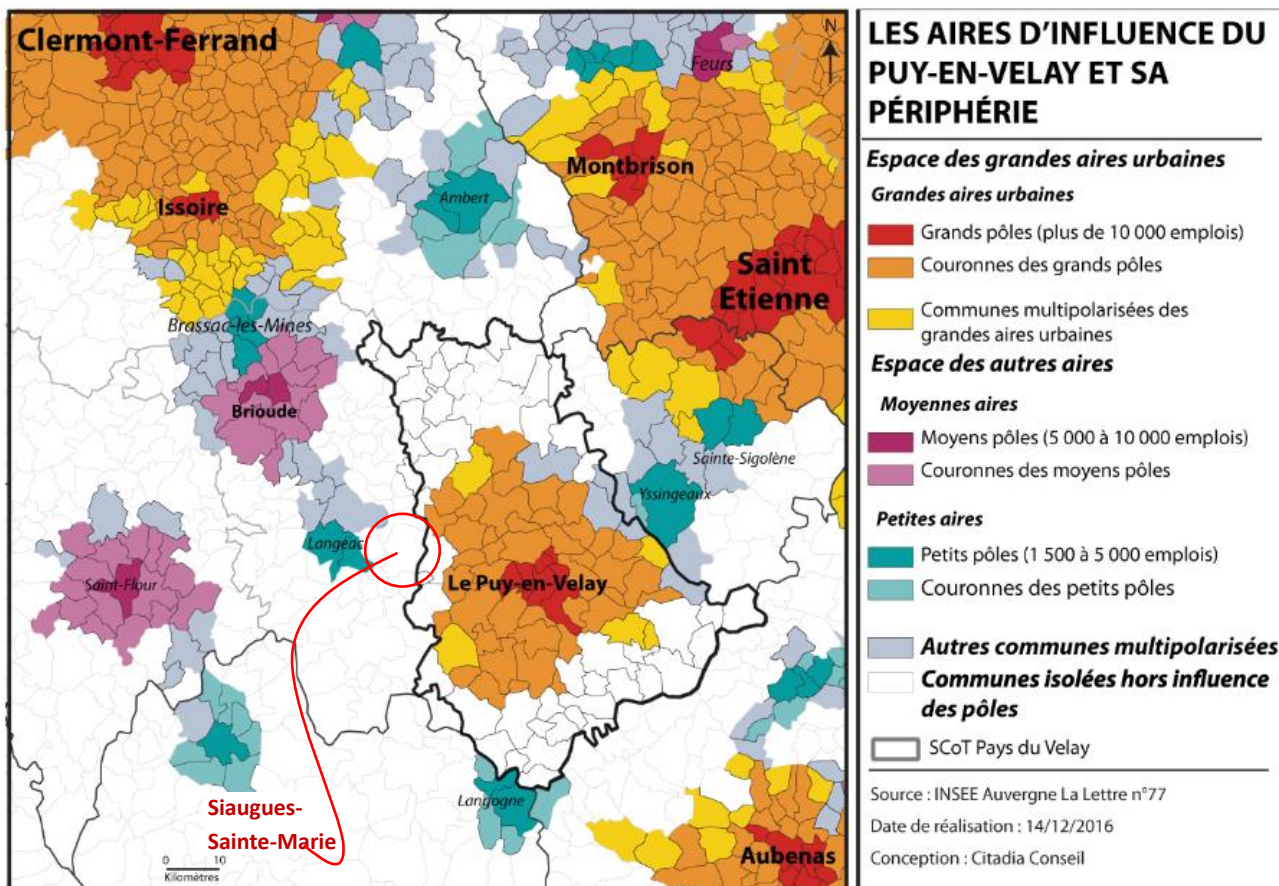 Clermont-Ferrand
N
Feurs
Montbrison
Ambert
Issoire
Saint
Etienne
Brassac-les-Mines
Brioude
Sainte-Sigolène
Yssingeaux
Langeac
Saint-Flour
Le Puy-en-Velay
Siaugues-
Sainte-Marie
Langogne
Aubenas
0 10
Kilomètres
LES AIRES D’INFLUENCE DU
PUY-EN-VELAY ET SA
PÉRIPHÉRIE
Espace des grandes aires urbaines
Grandes aires urbaines
Grands pôles (plus de 10 000 emplois)
Couronnes des grands pôles
Communes multipolarisées des
grandes aires urbaines
Espace des autres aires
Moyennes aires
Moyens pôles (5 000 à 10 000 emplois)
Couronnes des moyens pôles
Petites aires
Petits pôles (1 500 à 5 000 emplois)
Couronnes des petits pôles
Autres communes multipolarisées
Communes isolées hors influence
des pôles
SCoT Pays du Velay
Source : INSEE Auvergne La Lettre n°77
Date de réalisation : 14/12/2016
Conception : Citadia Conseil